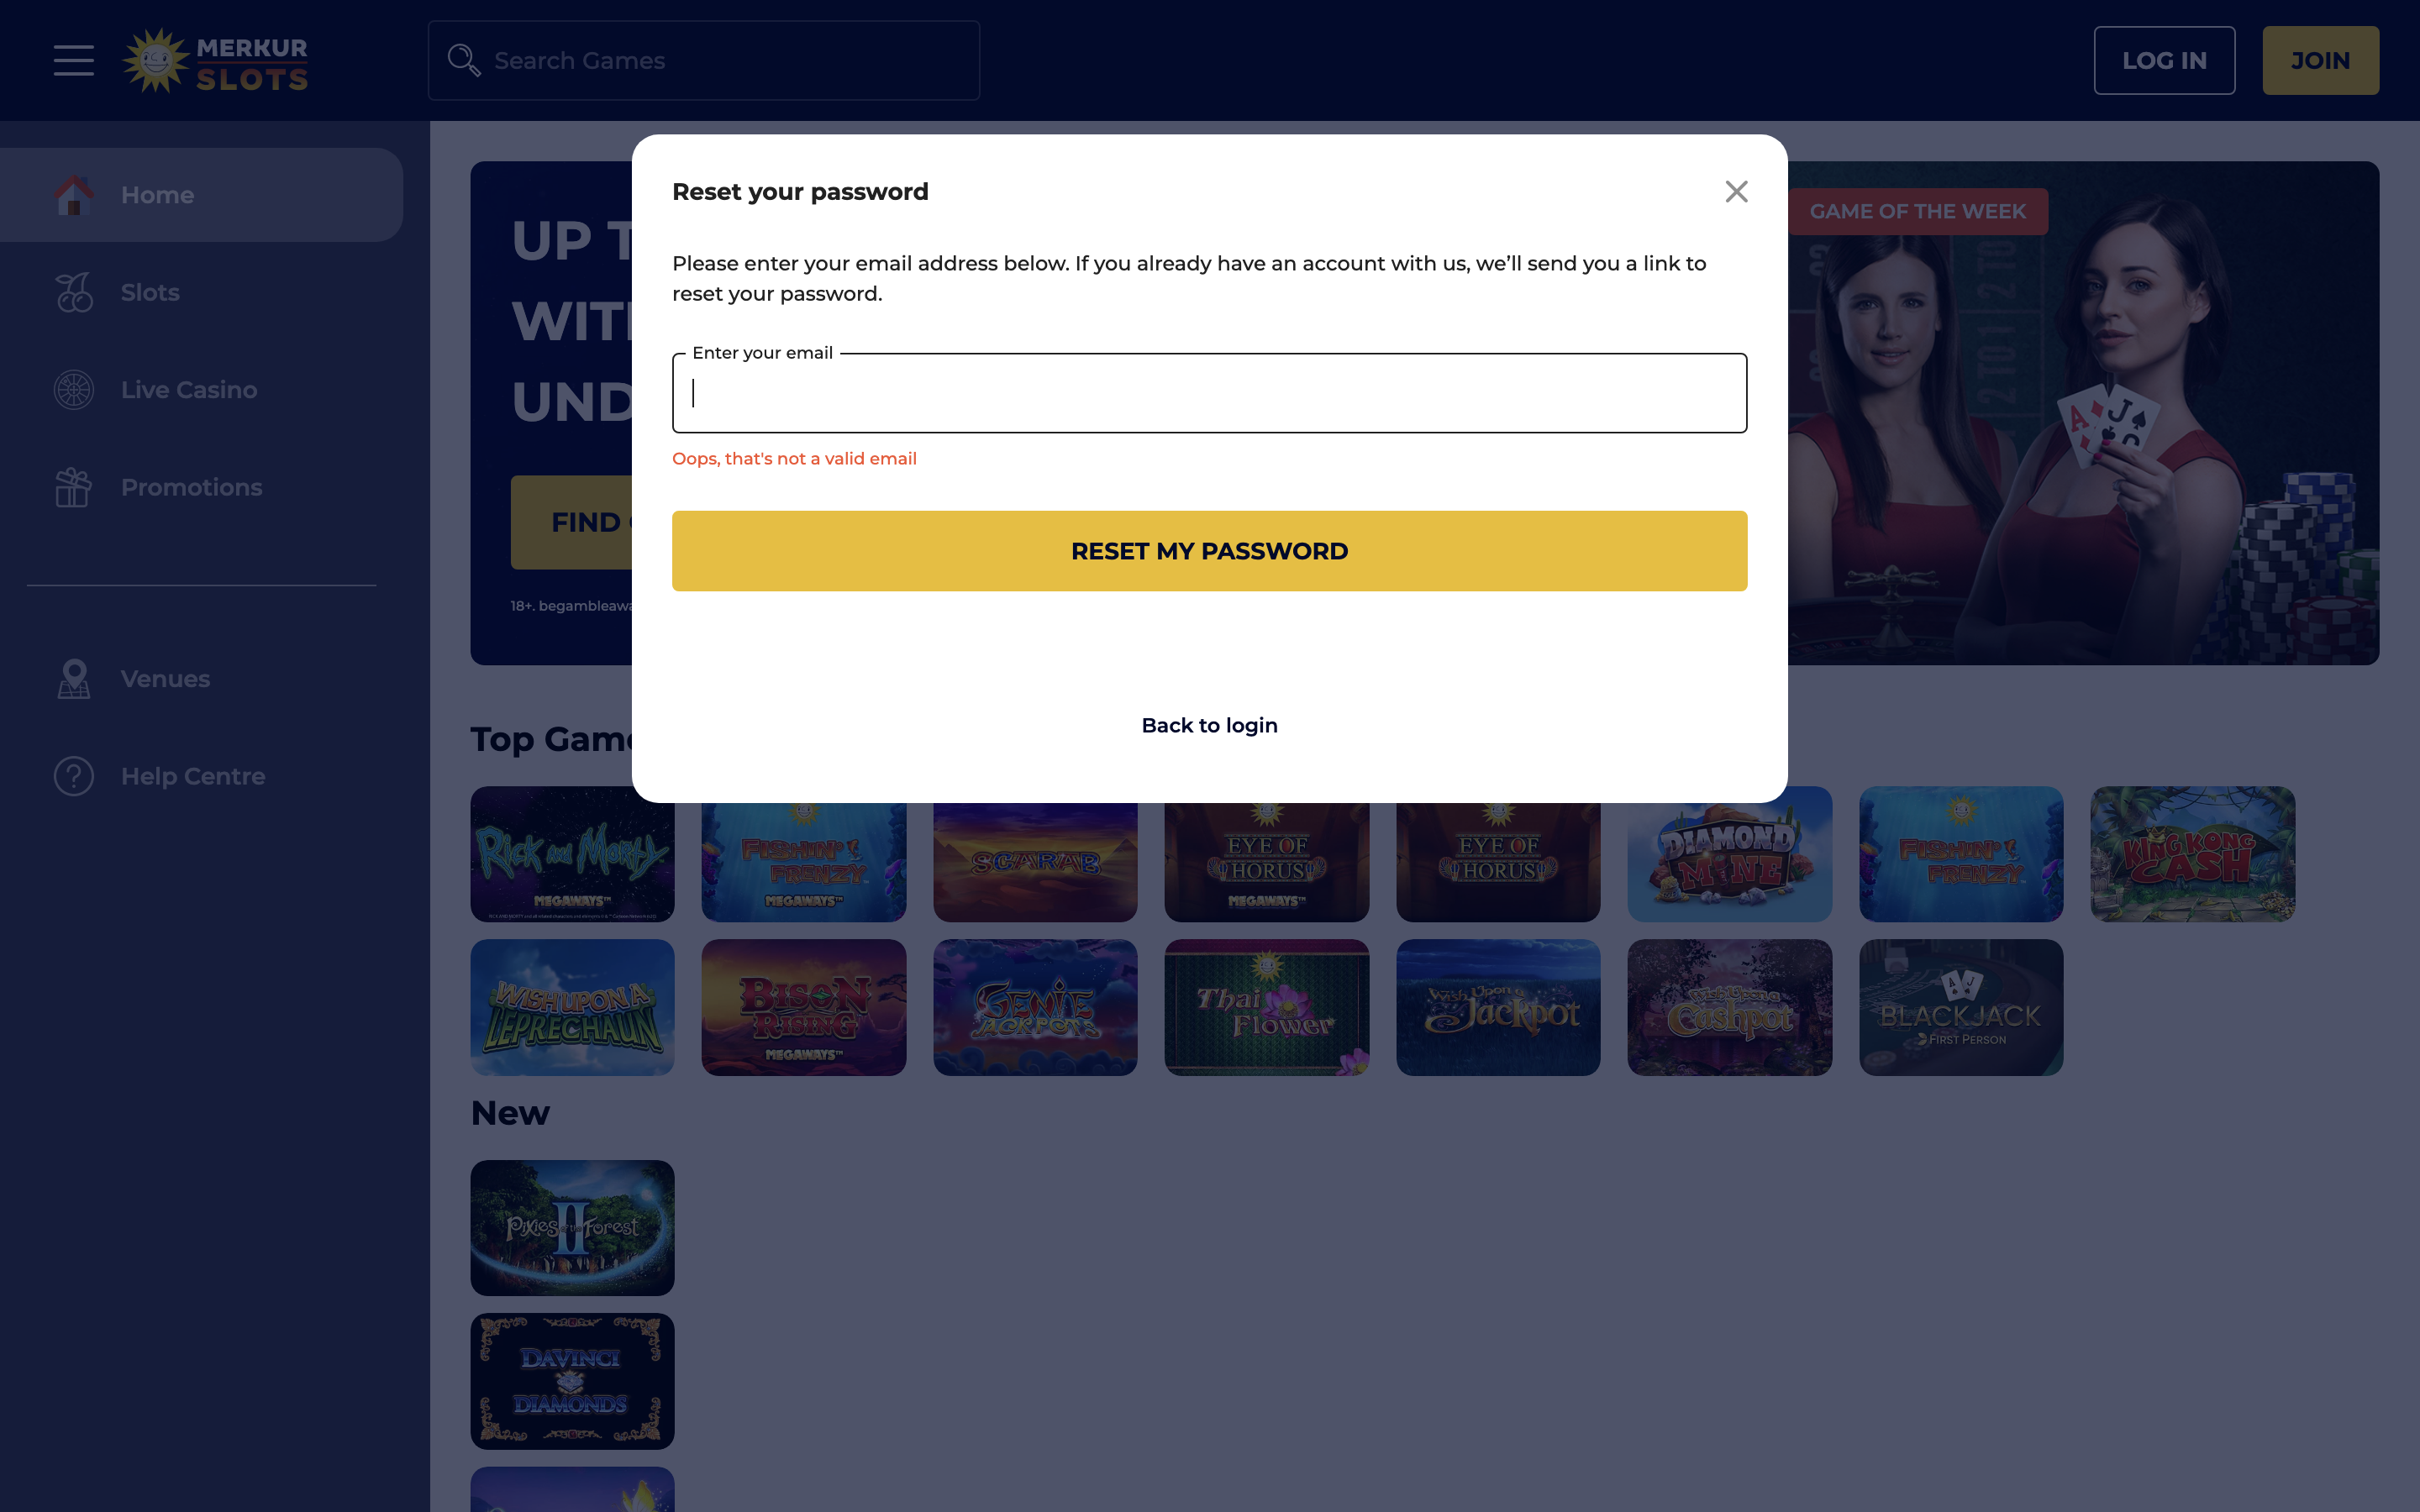 MERKUR
SLOTS
Search Games
LOG IN
JOIN
Home
Slots
Live Casino
Promotions
Venues
Help Centre
UP
WIT
UND
FIND
18+. begambleawa
GAME OF THE WEEK
Reset your password
Please enter your email address below. If you already have an account with us, we’ll send you a link to
reset your password.
Enter your email
Oops, that's not a valid email
RESET MY PASSWORD
Back to login
Top Gam
RICK AND MORTY
MEGAWAYS™
FISHIN' FRENZY
MEGAWAYS™
SCARAB
EYE OF HORUS
MEGAWAYS™
EYE OF HORUS
DIAMOND MINE
FISHIN' FRENZY
KING KONG CASH
WISH UPON A LEPRECHAUN
BISON RISING
MEGAWAYS™
GENIE JACKPOTS
Thai Flower
Wish Upon a Jackpot
Wish Upon a Cashpot
BLACKJACK
FIRST PERSON
New
Pixies of the Forest II
DAVINCI DIAMONDS